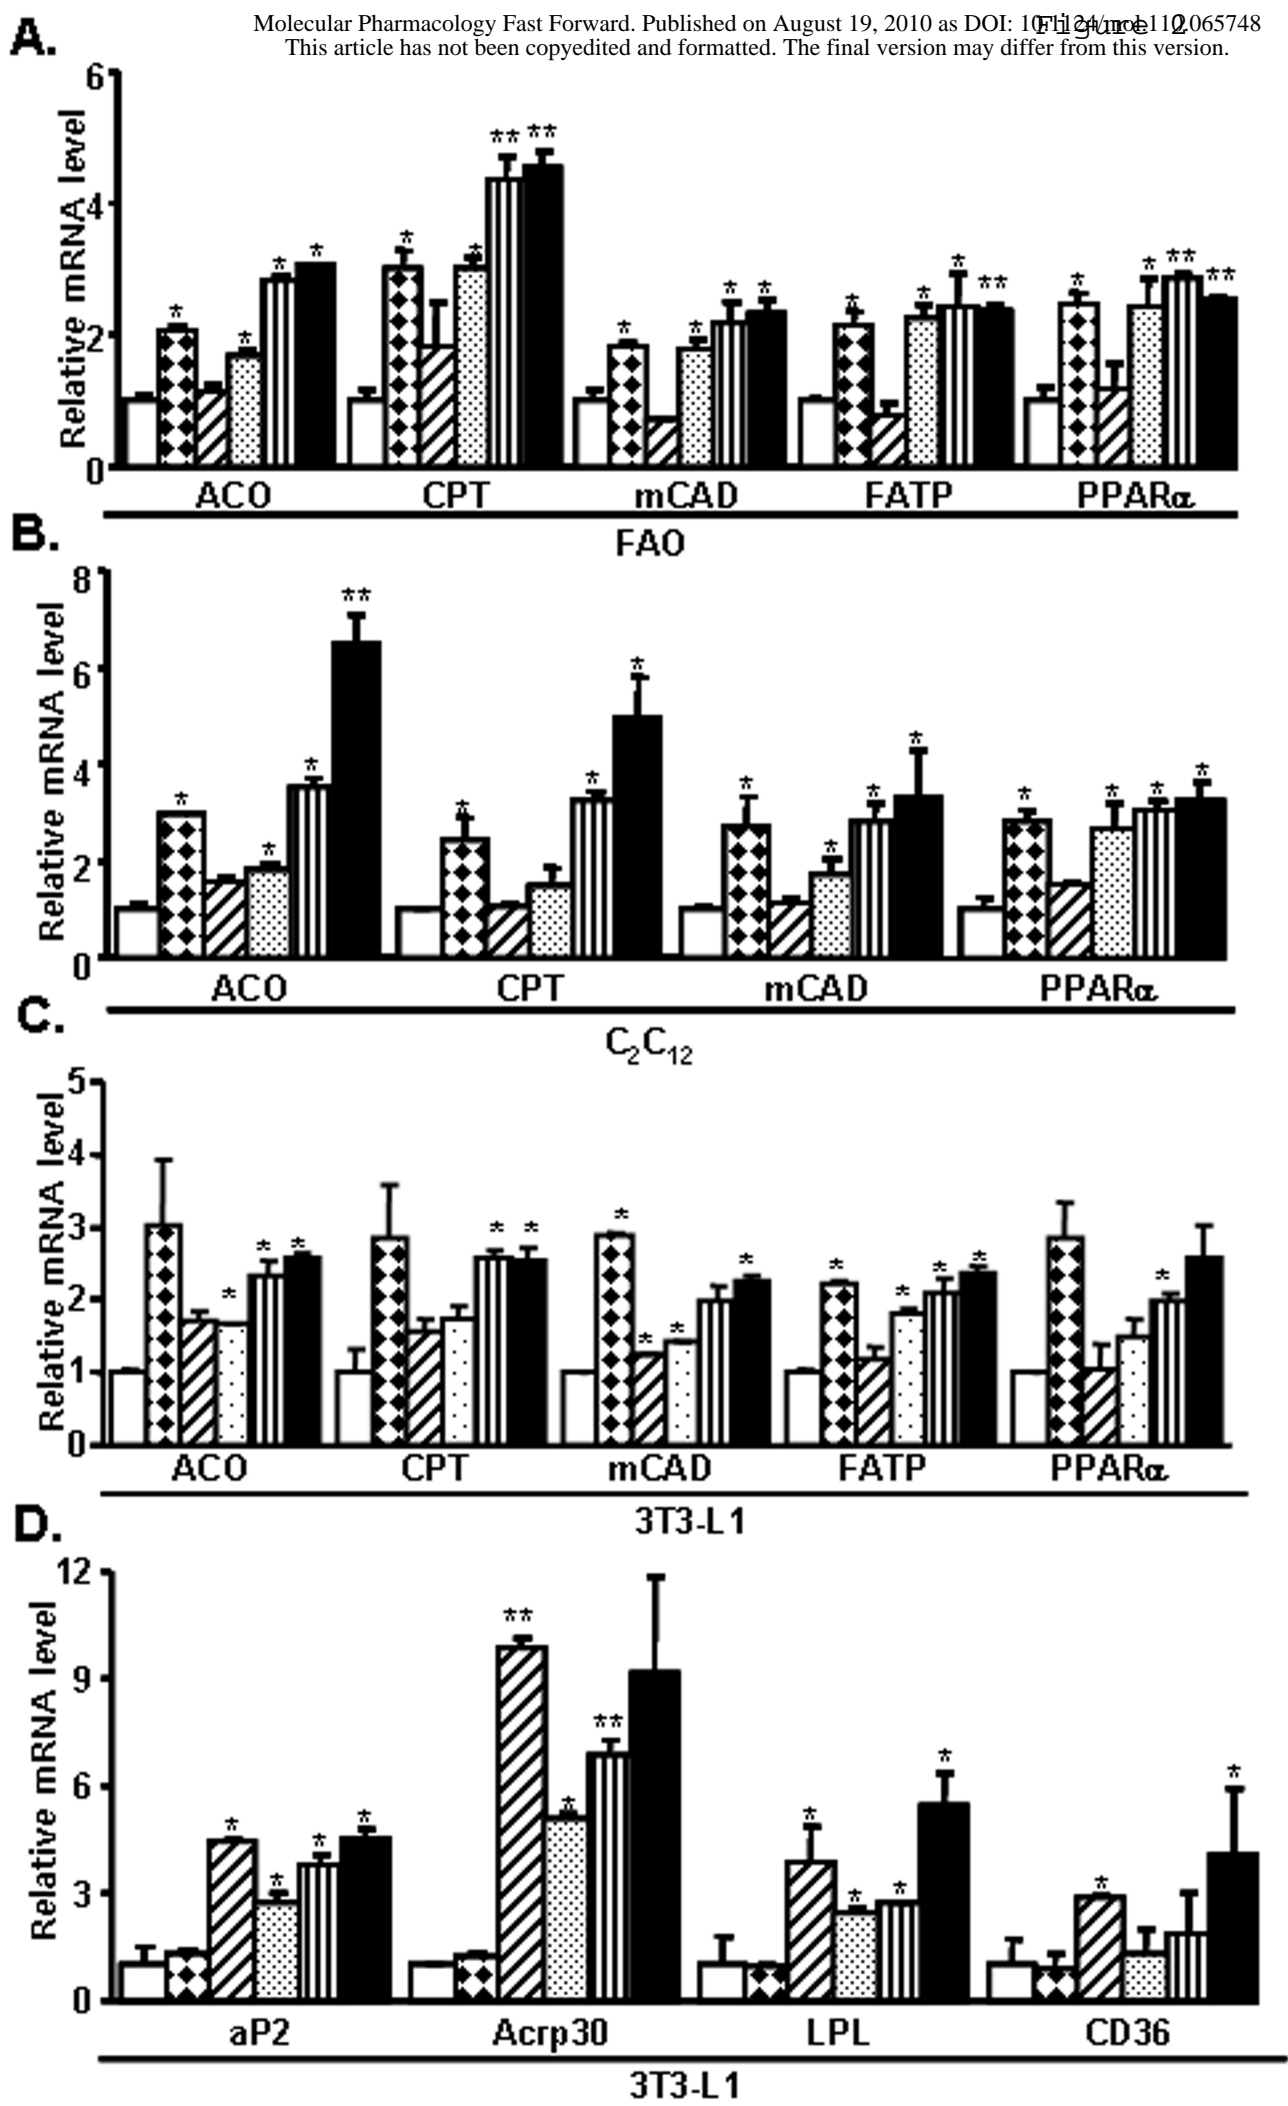 Molecular Pharmacology Fast Forward. Published on August 19, 2010 as DOI: 10.1124/mol.110.065748
Figure 2
This article has not been copyedited and formatted. The final version may differ from this version.
A.
Relative mRNA level
6
4
2
0
* * * * *
* * ** **
* * * *
* * * **
* * ** **
ACO CPT mCAD FATP PPARα
FAO
B.
Relative mRNA level
8
6
4
2
0
* * * **
* * *
* * * *
* * * *
ACO CPT mCAD PPARα
C₂C₁₂
C.
Relative mRNA level
5
4
3
2
1
0
* * *
* *
* * * *
* * * *
*
ACO CPT mCAD FATP PPARα
3T3-L1
D.
Relative mRNA level
12
9
6
3
0
* * * *
** * **
* * * *
* *
aP2 Acrp30 LPL CD36
3T3-L1